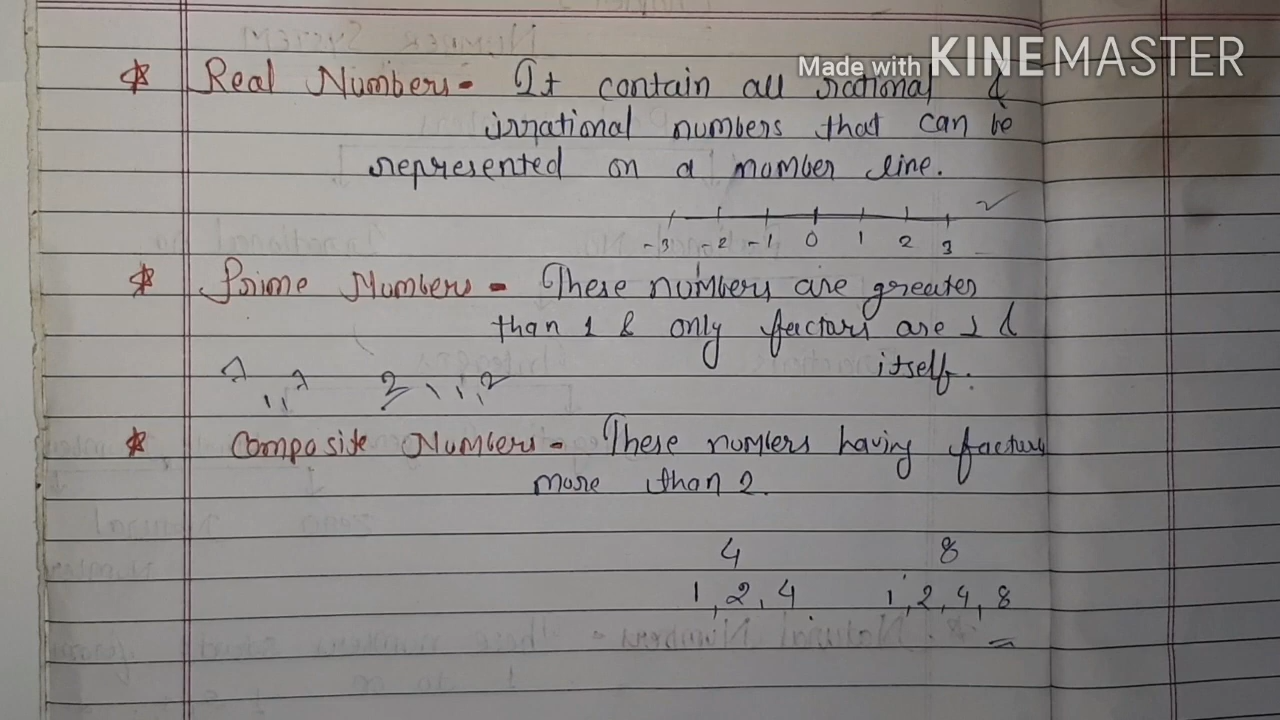 Made with KINEMASTER
Real Numbers - It contain all rational &
irrational numbers that can be
represented on a number line.
-3 -2 -1 0 1 2 3
Prime Numbers - These numbers are greater
than 1 & only factors are 1 &
itself.
2
Composite Numbers - These numbers having factors
more than 2.
4 8
1, 2, 4 1, 2, 4, 8